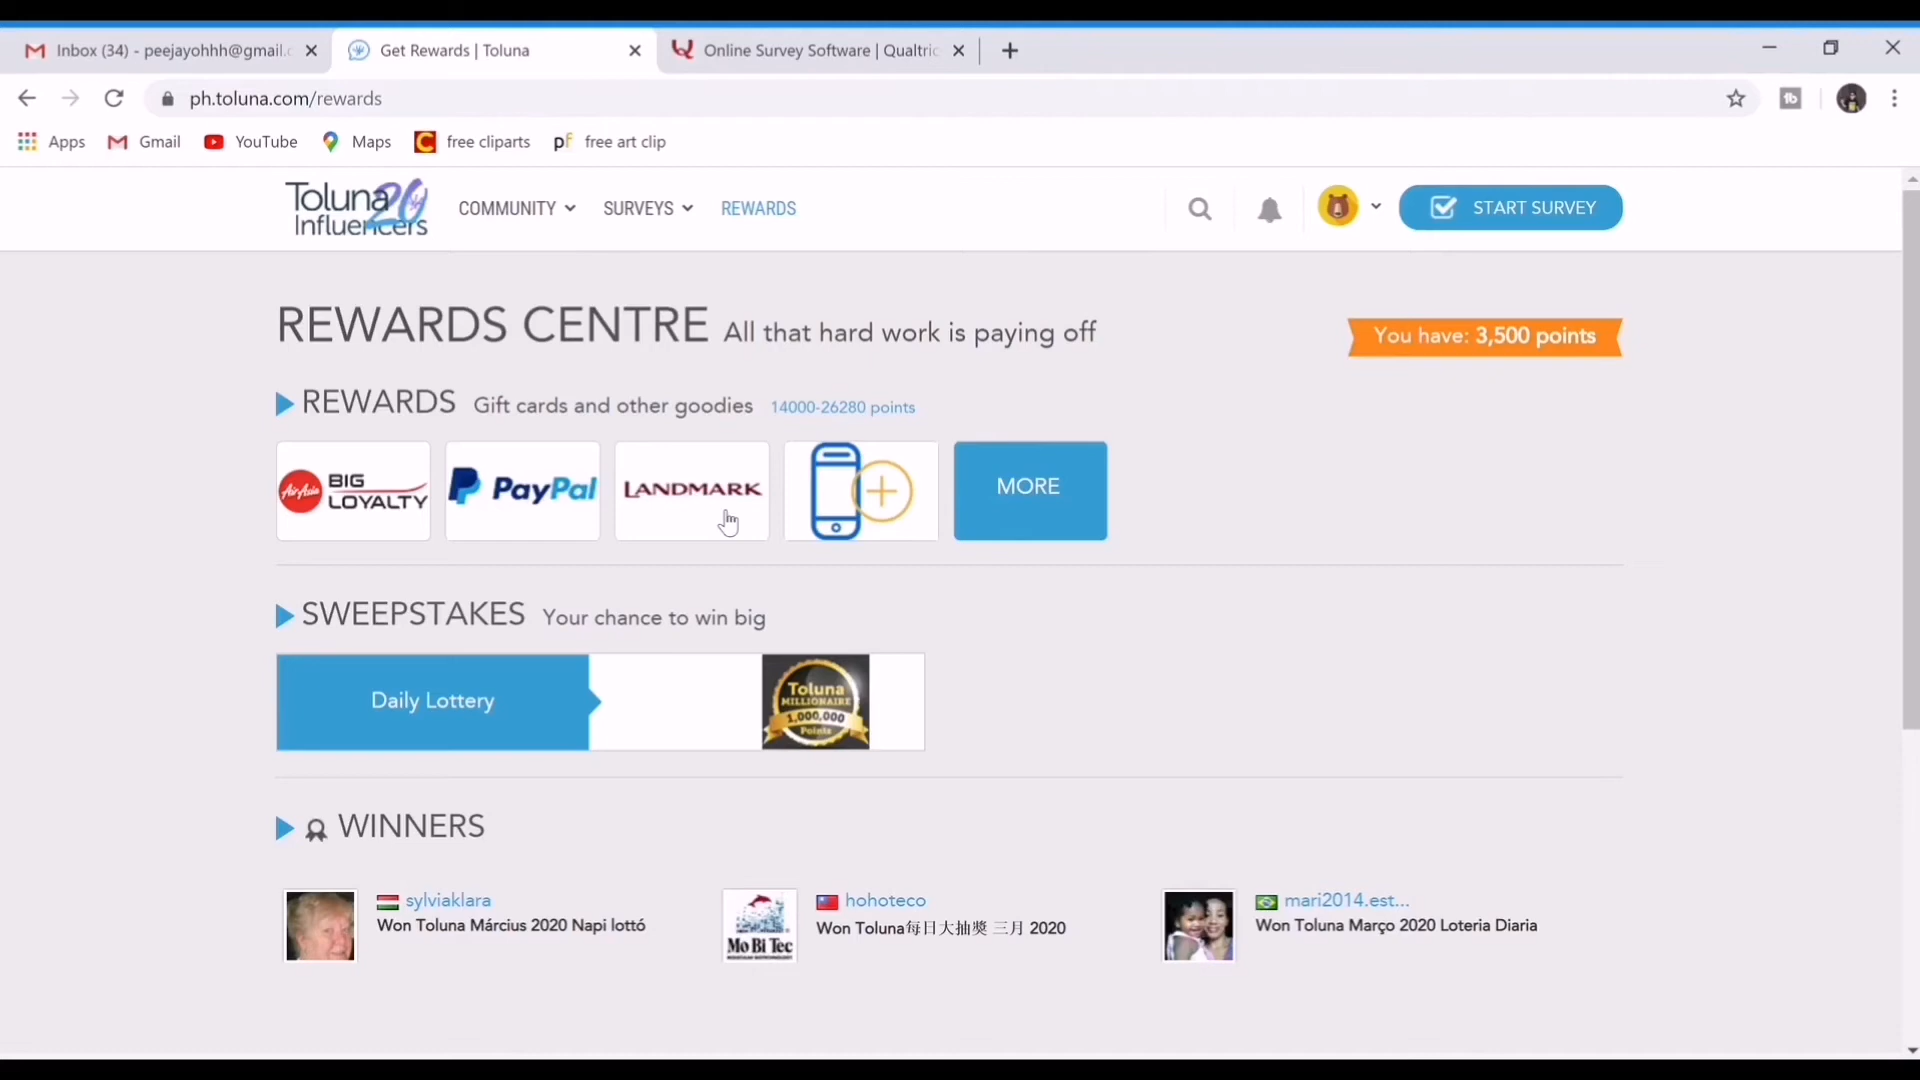 Inbox (34) - peejayohhh@gmail.c
Get Rewards | Toluna
Online Survey Software | Qualtric
ph.toluna.com/rewards
Apps
Gmail
YouTube
Maps
free cliparts
pf free art clip
Toluna 20
Influencers
COMMUNITY
SURVEYS
REWARDS
START SURVEY
REWARDS CENTRE All that hard work is paying off
You have: 3,500 points
REWARDS Gift cards and other goodies 14000-26280 points
AirAsia BIG LOYALTY
PayPal
LANDMARK
MORE
SWEEPSTAKES Your chance to win big
Daily Lottery
Toluna
MILLIONAIRE
1,000,000
Points
WINNERS
sylviaklara
Won Toluna Március 2020 Napi lottó
Mo Bi Tec
hohoteco
Won Toluna每日大抽獎 三月 2020
mari2014.est...
Won Toluna Março 2020 Loteria Diaria